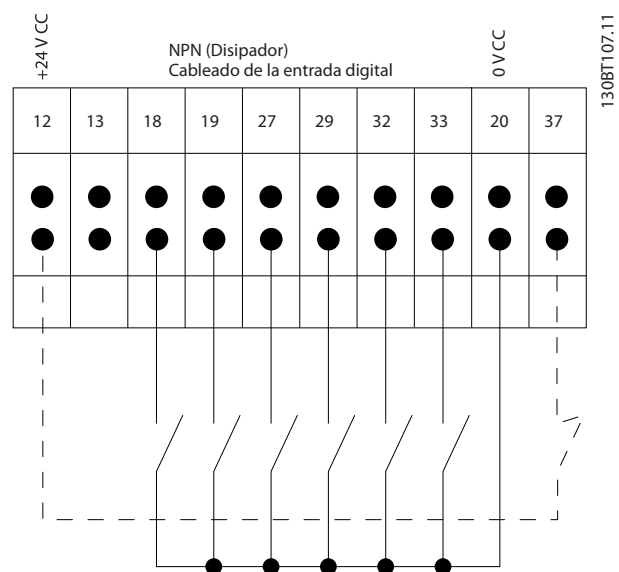 +24 V CC
NPN (Disipador)
Cableado de la entrada digital
0 V CC
130BT107.11
12 13 18 19 27 29 32 33 20 37